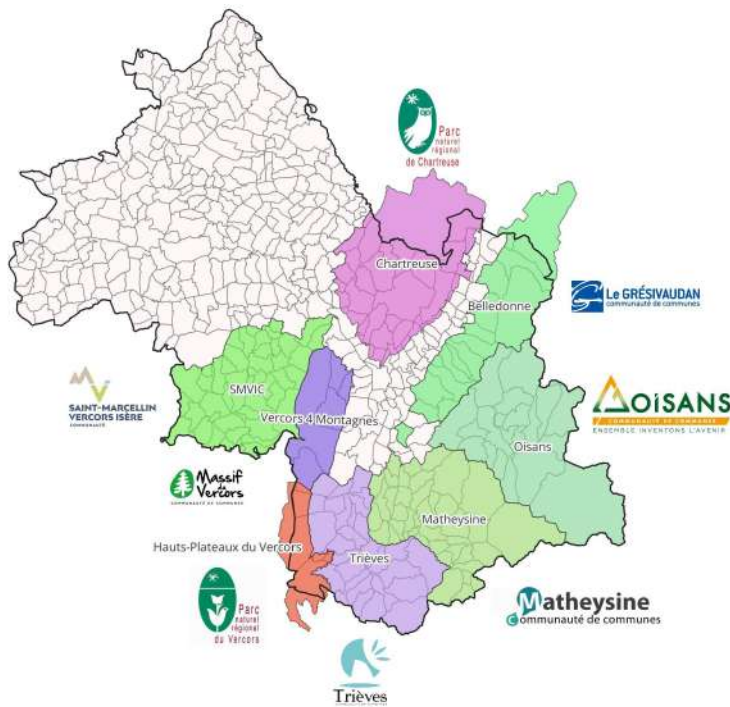 Parc
naturel
régional
de Chartreuse
Chartreuse
Belledonne
Le GRÉSIVAUDAN
communauté de communes
SMVIC
SAINT-MARCELLIN
VERCORS ISÈRE
COMMUNAUTÉ
Vercors 4 Montagnes
OISANS
COMMUNAUTÉ DE COMMUNES
ENSEMBLE INVENTONS L'AVENIR
Oisans
Massif
du
Vercors
COMMUNAUTÉ DE COMMUNES
Matheysine
Hauts-Plateaux du Vercors
Trièves
Parc
naturel
régional
du Vercors
Matheysine
Communauté de communes
Trièves